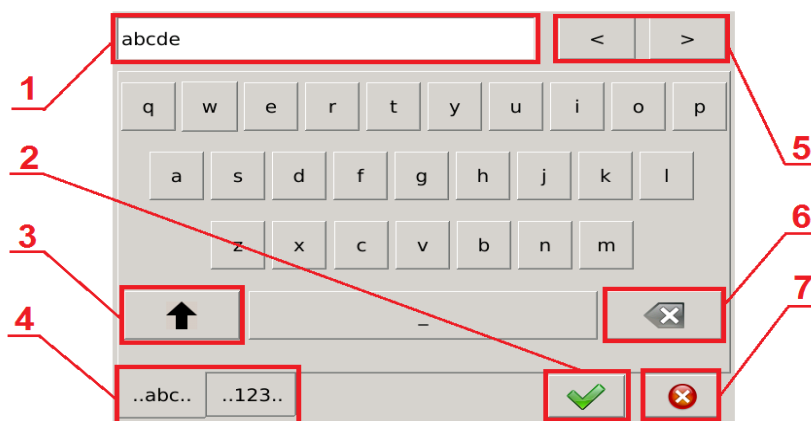 abcde < >
1
q w e r t y u i o p
2 5
a s d f g h j k l
3 6
z x c v b n m
4 _ 7
..abc.. ..123..